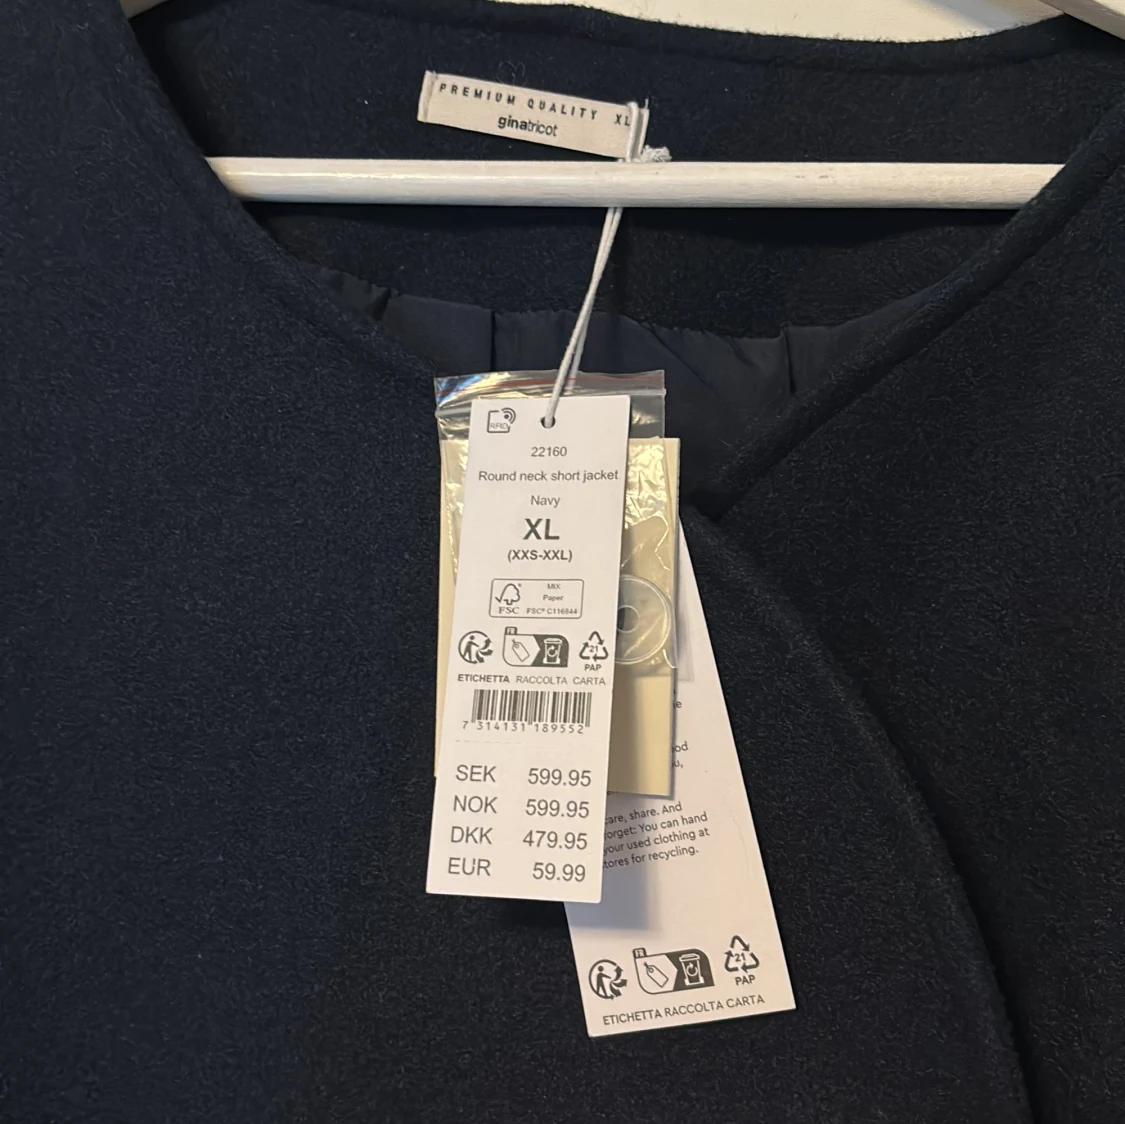 PREMIUM QUALITY XL
ginatricot
RFID
22160
Round neck short jacket
Navy
XL
(XXS-XXL)
MIX
Paper
FSC
FSC® C116844
FR
21
PAP
ETICHETTA RACCOLTA CARTA
7 314131 189552
SEK 599.95
NOK 599.95
DKK 479.95
EUR 59.99
care, share. And
forget: You can hand
your used clothing at
for recycling.
FR
21
PAP
ETICHETTA RACCOLTA CARTA